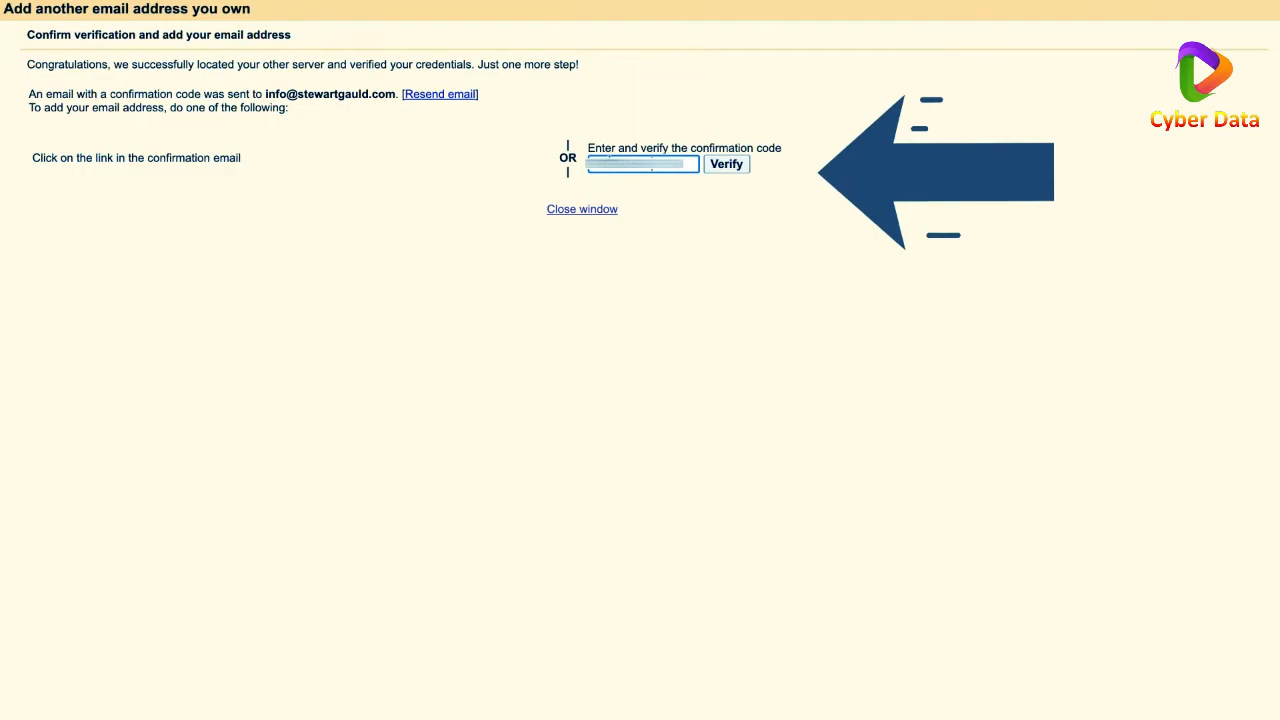 Add another email address you own
Confirm verification and add your email address
Congratulations, we successfully located your other server and verified your credentials. Just one more step!
An email with a confirmation code was sent to info@stewartgauld.com. [Resend email]
To add your email address, do one of the following:
Click on the link in the confirmation email
OR
Enter and verify the confirmation code
Verify
Close window
Cyber Data